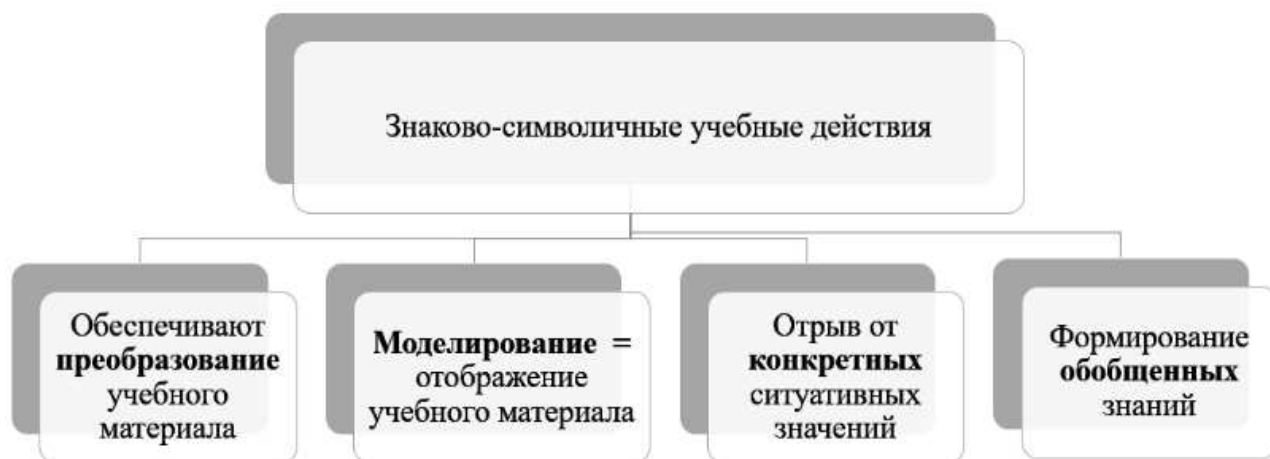 Знаково-символичные учебные действия
Обеспечивают
преобразование
учебного
материала
Моделирование =
отображение
учебного материала
Отрыв от
конкретных
ситуативных
значений
Формирование
обобщенных
знаний